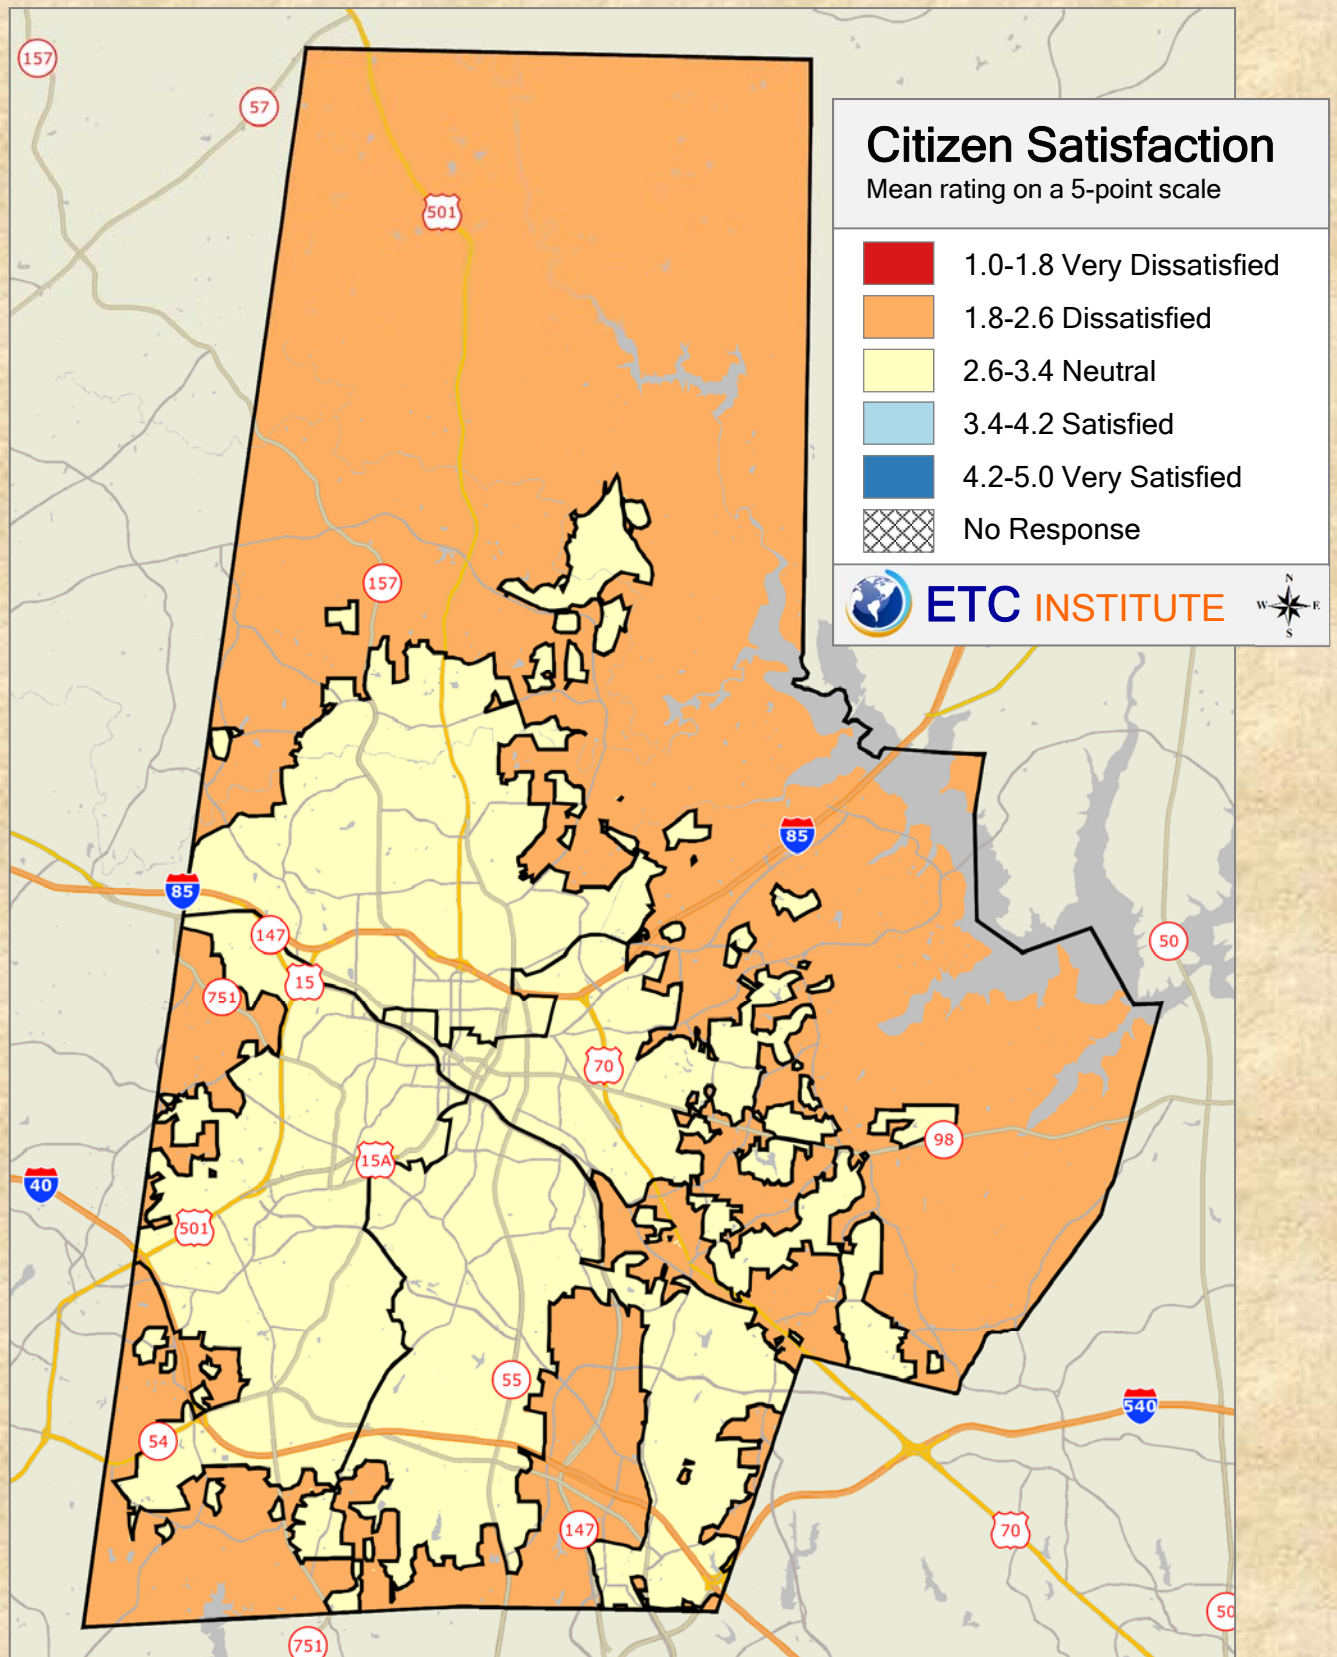 157
57
501
Citizen Satisfaction
Mean rating on a 5-point scale
1.0-1.8 Very Dissatisfied
1.8-2.6 Dissatisfied
2.6-3.4 Neutral
3.4-4.2 Satisfied
4.2-5.0 Very Satisfied
No Response
ETC INSTITUTE
N
W
E
S
157
85
85
147
50
15
751
70
98
15A
40
501
55
540
54
147
70
50
751